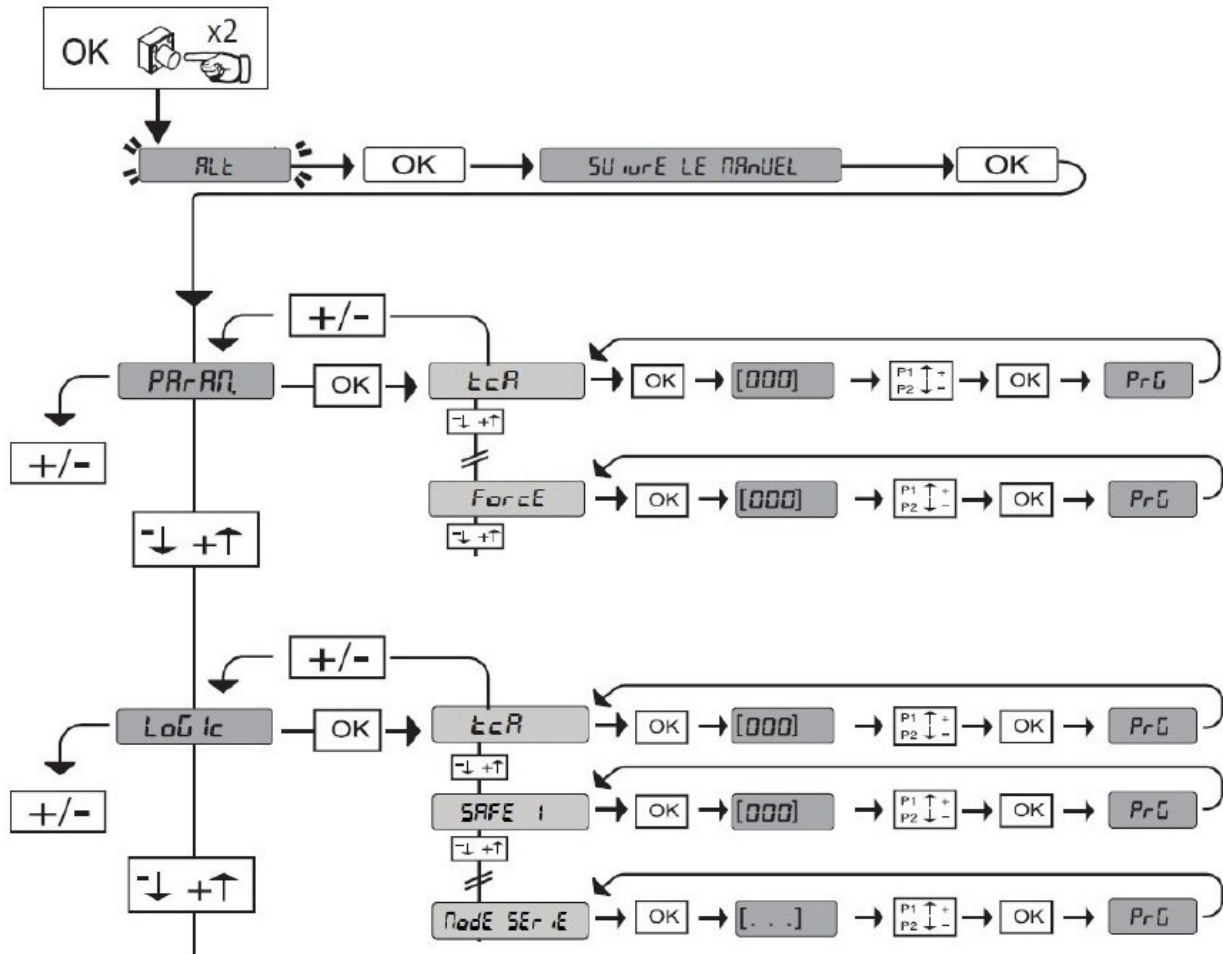 OK x2
ALt OK SUivrE LE MAnUEL OK
+/-
PArAM. OK tcA OK [000] P1 ↑ + P2 ↓ - OK PrG
-↓ +↑
+/-
ForcE OK [000] P1 ↑ + P2 ↓ - OK PrG
-↓ +↑
-↓ +↑
+/-
LoGIc OK tcA OK [000] P1 ↑ + P2 ↓ - OK PrG
-↓ +↑
+/-
SAFE 1 OK [000] P1 ↑ + P2 ↓ - OK PrG
-↓ +↑
-↓ +↑
ModE SEriE OK [...] P1 ↑ + P2 ↓ - OK PrG